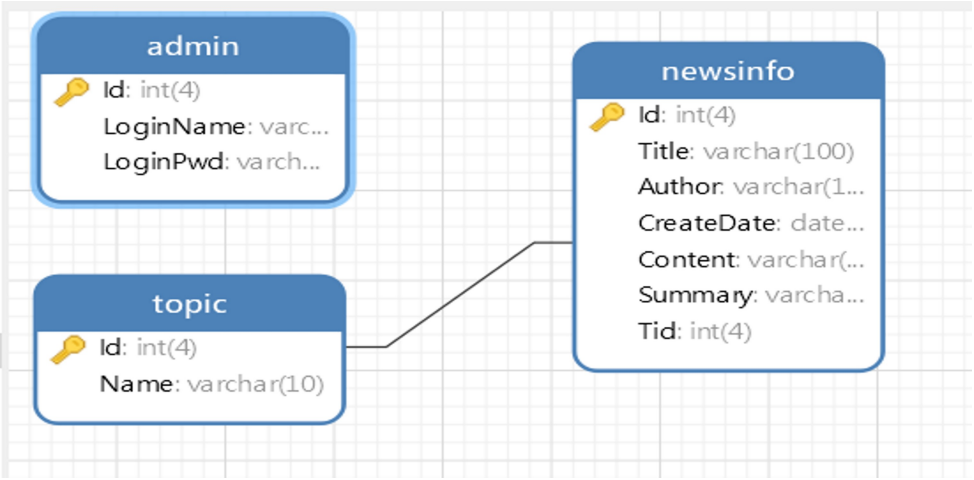 admin
Id: int(4)
LoginName: varc...
LoginPwd: varch...
topic
Id: int(4)
Name: varchar(10)
newsinfo
Id: int(4)
Title: varchar(100)
Author: varchar(1...
CreateDate: date...
Content: varchar(...
Summary: varcha...
Tid: int(4)